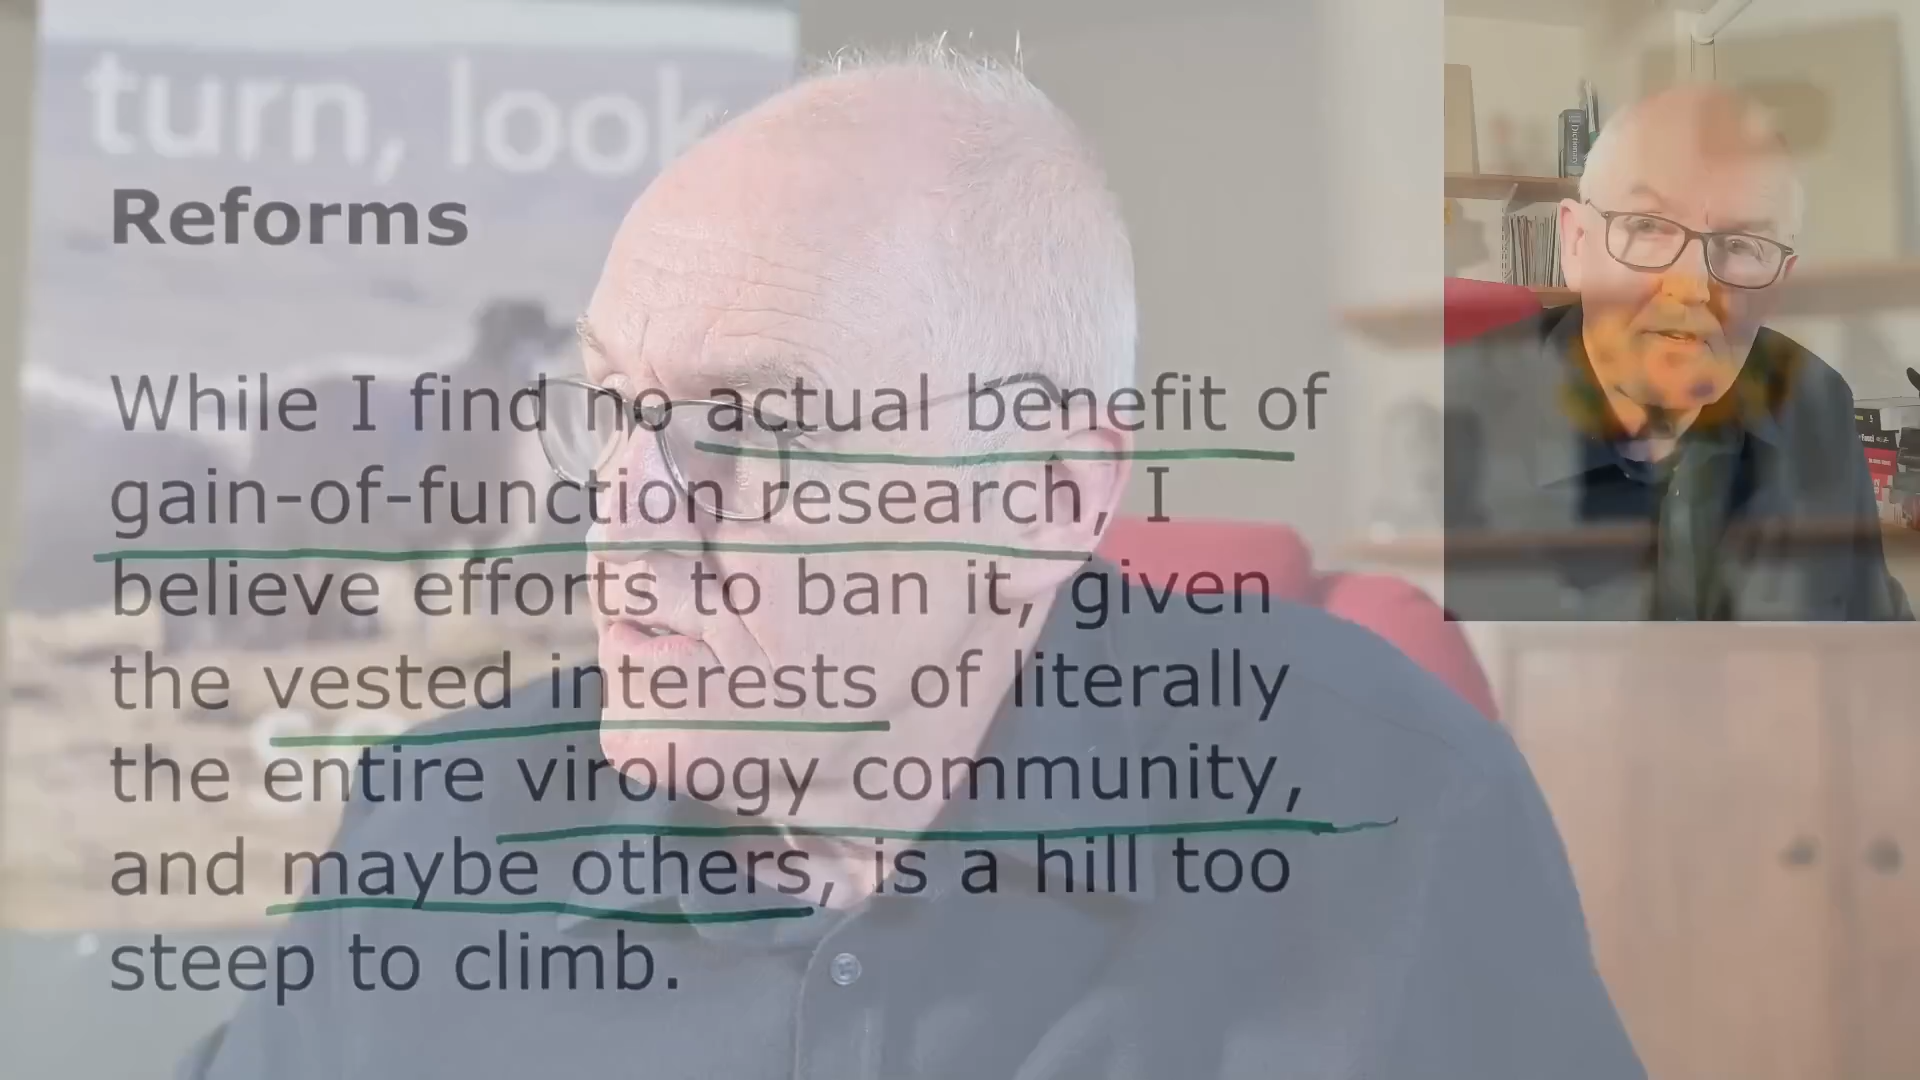 turn, look
Reforms
While I find no actual benefit of
gain-of-function research, I
believe efforts to ban it, given
the vested interests of literally
the entire virology community,
and maybe others, is a hill too
steep to climb.
Dictionary